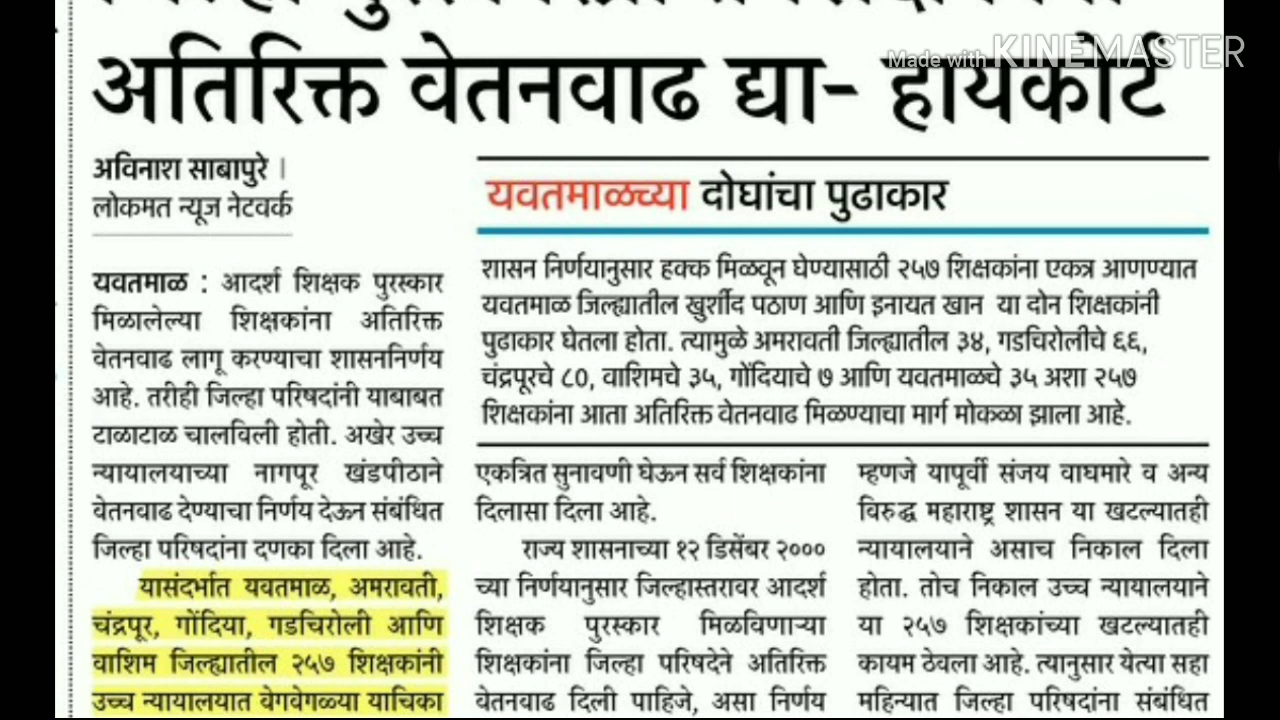 Made with KINEMASTER
अतिरिक्त वेतनवाढ द्या- हायकोर्ट
अविनाश साबापुरे |
लोकमत न्यूज नेटवर्क
यवतमाळ : आदर्श शिक्षक पुरस्कार
मिळालेल्या शिक्षकांना अतिरिक्त
वेतनवाढ लागू करण्याचा शासननिर्णय
आहे. तरीही जिल्हा परिषदांनी याबाबत
टाळाटाळ चालविली होती. अखेर उच्च
न्यायालयाच्या नागपूर खंडपीठाने
वेतनवाढ देण्याचा निर्णय देऊन संबंधित
जिल्हा परिषदांना दणका दिला आहे.
यासंदर्भात यवतमाळ, अमरावती,
चंद्रपूर, गोंदिया, गडचिरोली आणि
वाशिम जिल्ह्यातील २५७ शिक्षकांनी
उच्च न्यायालयात वेगवेगळ्या याचिका
यवतमाळच्या दोघांचा पुढाकार
शासन निर्णयानुसार हक्क मिळवून घेण्यासाठी २५७ शिक्षकांना एकत्र आणण्यात
यवतमाळ जिल्ह्यातील खुर्शीद पठाण आणि इनायत खान या दोन शिक्षकांनी
पुढाकार घेतला होता. त्यामुळे अमरावती जिल्ह्यातील ३४, गडचिरोलीचे ६६,
चंद्रपूरचे ८०, वाशिमचे ३५, गोंदियाचे ७ आणि यवतमाळचे ३५ अशा २५७
शिक्षकांना आता अतिरिक्त वेतनवाढ मिळण्याचा मार्ग मोकळा झाला आहे.
एकत्रित सुनावणी घेऊन सर्व शिक्षकांना
दिलासा दिला आहे.
राज्य शासनाच्या १२ डिसेंबर २०००
च्या निर्णयानुसार जिल्हास्तरावर आदर्श
शिक्षक पुरस्कार मिळविणाऱ्या
शिक्षकांना जिल्हा परिषदेने अतिरिक्त
वेतनवाढ दिली पाहिजे, असा निर्णय
म्हणजे यापूर्वी संजय वाघमारे व अन्य
विरुद्ध महाराष्ट्र शासन या खटल्यातही
न्यायालयाने असाच निकाल दिला
होता. तोच निकाल उच्च न्यायालयाने
या २५७ शिक्षकांच्या खटल्यातही
कायम ठेवला आहे. त्यानुसार येत्या सहा
महिन्यात जिल्हा परिषदांना संबंधित